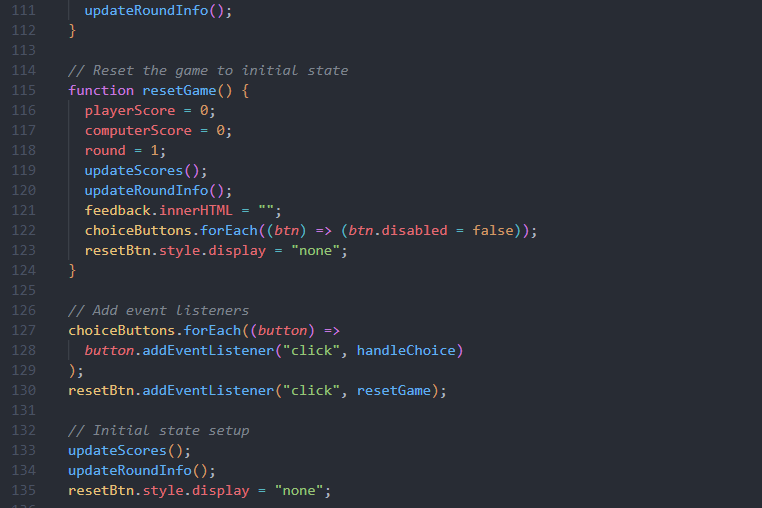 111     updateRoundInfo();
112   }
113
114   // Reset the game to initial state
115   function resetGame() {
116     playerScore = 0;
117     computerScore = 0;
118     round = 1;
119     updateScores();
120     updateRoundInfo();
121     feedback.innerHTML = "";
122     choiceButtons.forEach((btn) => (btn.disabled = false));
123     resetBtn.style.display = "none";
124   }
125
126   // Add event listeners
127   choiceButtons.forEach((button) =>
128     button.addEventListener("click", handleChoice)
129   );
130   resetBtn.addEventListener("click", resetGame);
131
132   // Initial state setup
133   updateScores();
134   updateRoundInfo();
135   resetBtn.style.display = "none";